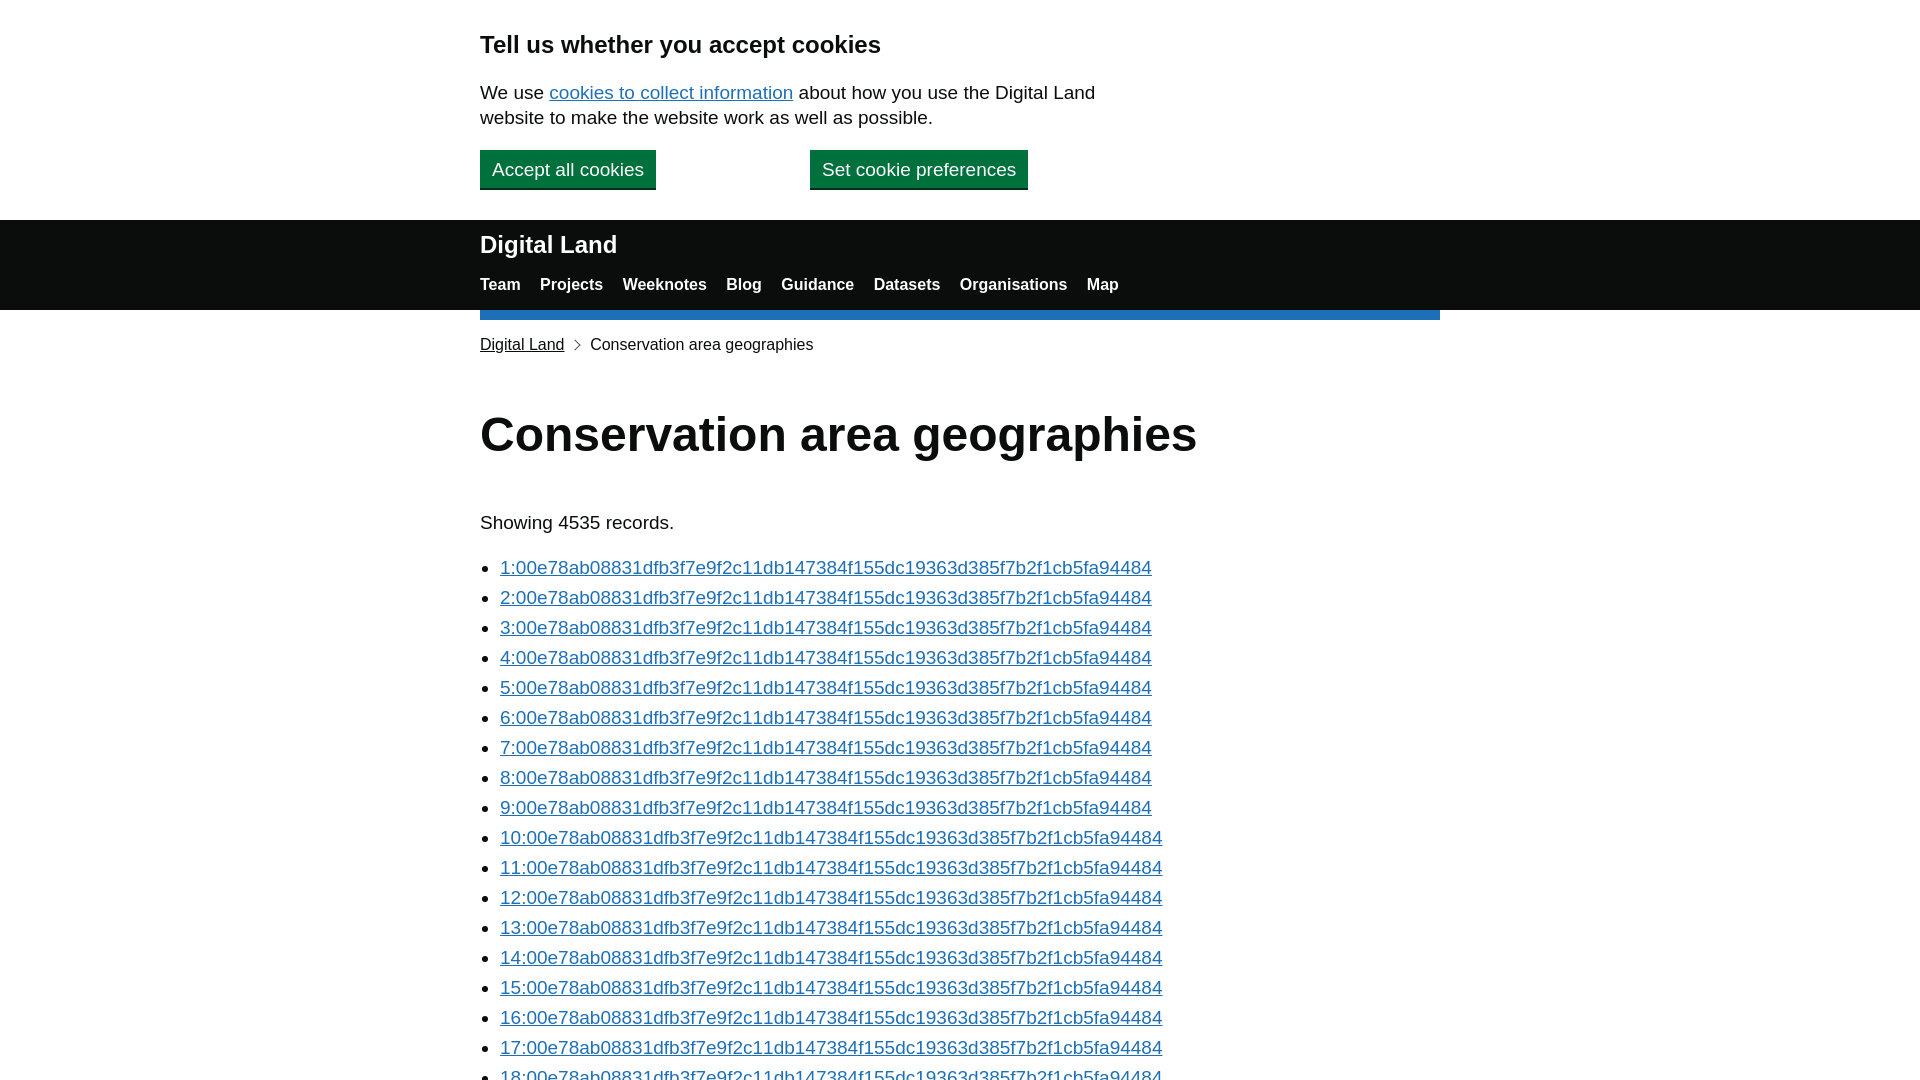 Tell us whether you accept cookies
We use cookies to collect information about how you use the Digital Land
website to make the website work as well as possible.
Accept all cookies
Set cookie preferences
Digital Land
Team Projects Weeknotes Blog Guidance Datasets Organisations Map
Digital Land > Conservation area geographies
Conservation area geographies
Showing 4535 records.
1:00e78ab08831dfb3f7e9f2c11db147384f155dc19363d385f7b2f1cb5fa94484
2:00e78ab08831dfb3f7e9f2c11db147384f155dc19363d385f7b2f1cb5fa94484
3:00e78ab08831dfb3f7e9f2c11db147384f155dc19363d385f7b2f1cb5fa94484
4:00e78ab08831dfb3f7e9f2c11db147384f155dc19363d385f7b2f1cb5fa94484
5:00e78ab08831dfb3f7e9f2c11db147384f155dc19363d385f7b2f1cb5fa94484
6:00e78ab08831dfb3f7e9f2c11db147384f155dc19363d385f7b2f1cb5fa94484
7:00e78ab08831dfb3f7e9f2c11db147384f155dc19363d385f7b2f1cb5fa94484
8:00e78ab08831dfb3f7e9f2c11db147384f155dc19363d385f7b2f1cb5fa94484
9:00e78ab08831dfb3f7e9f2c11db147384f155dc19363d385f7b2f1cb5fa94484
10:00e78ab08831dfb3f7e9f2c11db147384f155dc19363d385f7b2f1cb5fa94484
11:00e78ab08831dfb3f7e9f2c11db147384f155dc19363d385f7b2f1cb5fa94484
12:00e78ab08831dfb3f7e9f2c11db147384f155dc19363d385f7b2f1cb5fa94484
13:00e78ab08831dfb3f7e9f2c11db147384f155dc19363d385f7b2f1cb5fa94484
14:00e78ab08831dfb3f7e9f2c11db147384f155dc19363d385f7b2f1cb5fa94484
15:00e78ab08831dfb3f7e9f2c11db147384f155dc19363d385f7b2f1cb5fa94484
16:00e78ab08831dfb3f7e9f2c11db147384f155dc19363d385f7b2f1cb5fa94484
17:00e78ab08831dfb3f7e9f2c11db147384f155dc19363d385f7b2f1cb5fa94484
18:00e78ab08831dfb3f7e9f2c11db147384f155dc19363d385f7b2f1cb5fa94484